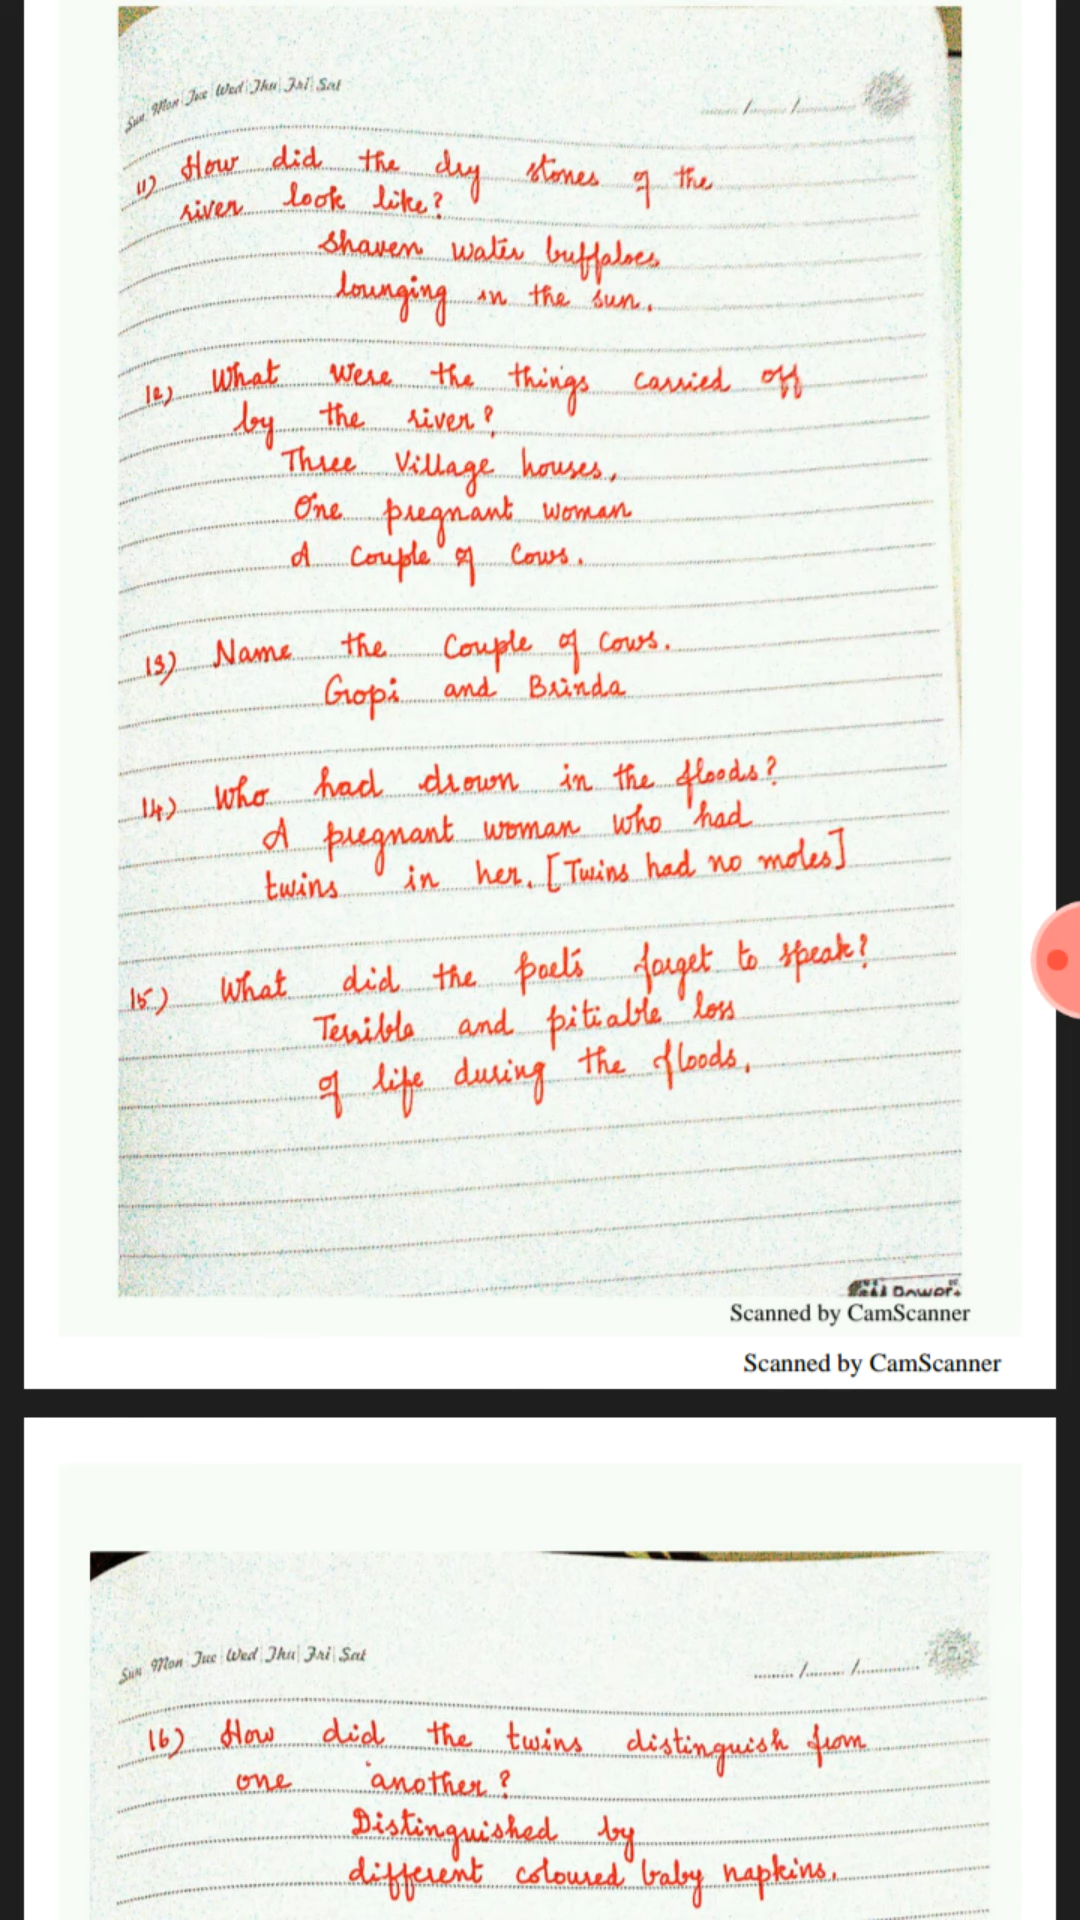 Sun Mon Tue Wed Thu Fri Sat
11) How did the dry stones of the
river look like?
Shaven water buffaloes
lounging in the sun.
12) What were the things carried off
by the river?
Three Village houses,
One pregnant woman
A Couple of Cows.
13) Name the Couple of Cows.
Gropi and Brinda
14) Who had drown in the floods?
A pregnant woman who had
twins in her. [Twins had no moles]
15) What did the poets forget to speak?
Terrible and pitiable loss
of life during the floods.
Scanned by CamScanner
Scanned by CamScanner
Sun Mon Tue Wed Thu Fri Sat
16) How did the twins distinguish from
one another?
Distinguished by
different coloured baby napkins.